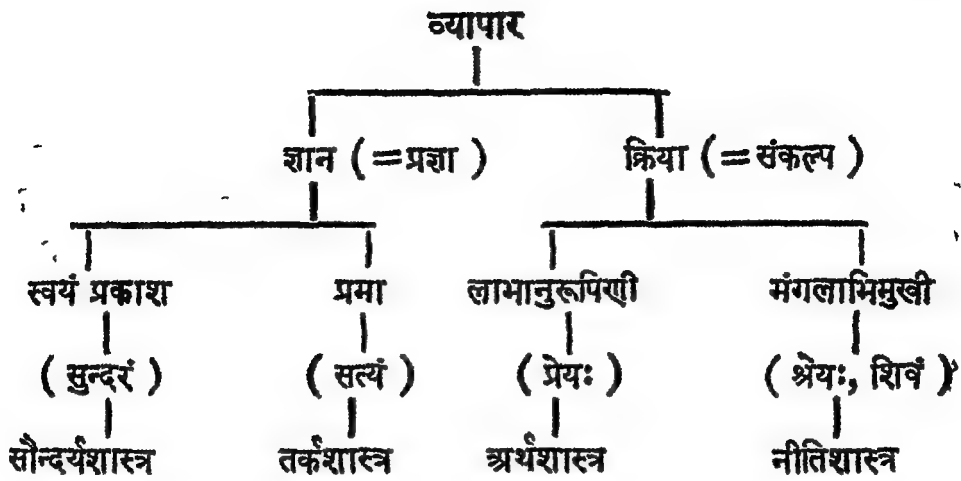 व्यापार
ज्ञान (=प्रज्ञा) क्रिया (=संकल्प)
स्वयं प्रकाश प्रमा लाभानुरूपिणी मंगलाभिमुखी
(सुन्दरं) (सत्यं) (प्रेयः) (श्रेयः, शिवं)
सौन्दर्यशास्त्र तर्कशास्त्र अर्थशास्त्र नीतिशास्त्र